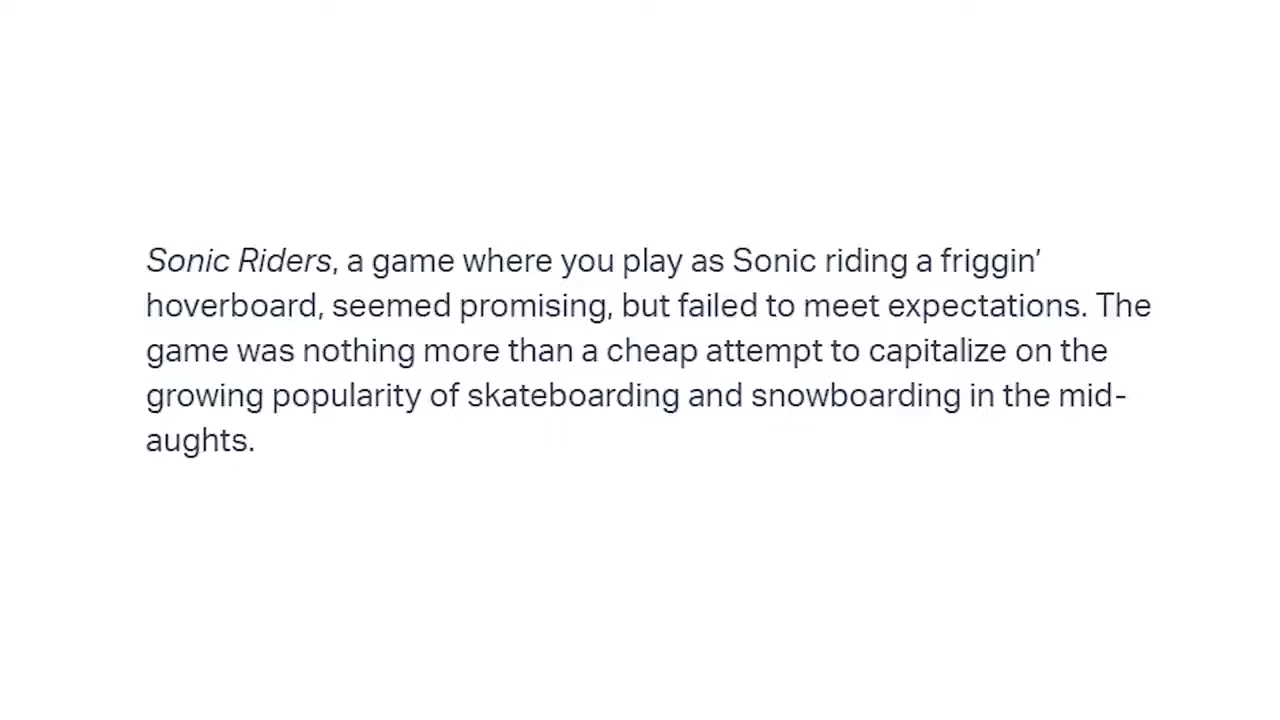 Sonic Riders, a game where you play as Sonic riding a friggin’
hoverboard, seemed promising, but failed to meet expectations. The
game was nothing more than a cheap attempt to capitalize on the
growing popularity of skateboarding and snowboarding in the mid-
aughts.